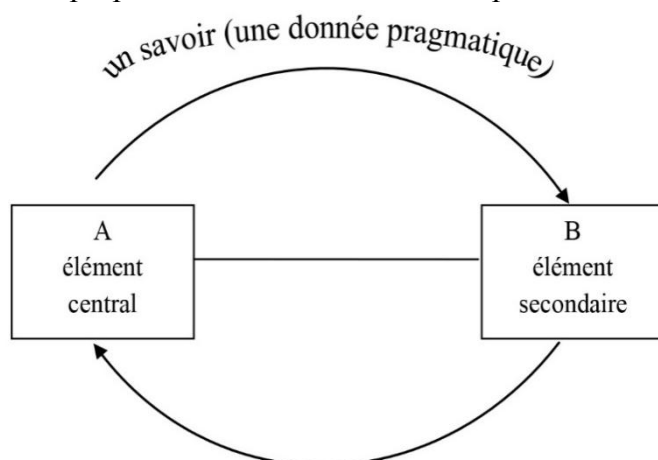 un savoir (une donnée pragmatique)
A
élément
central
B
élément
secondaire